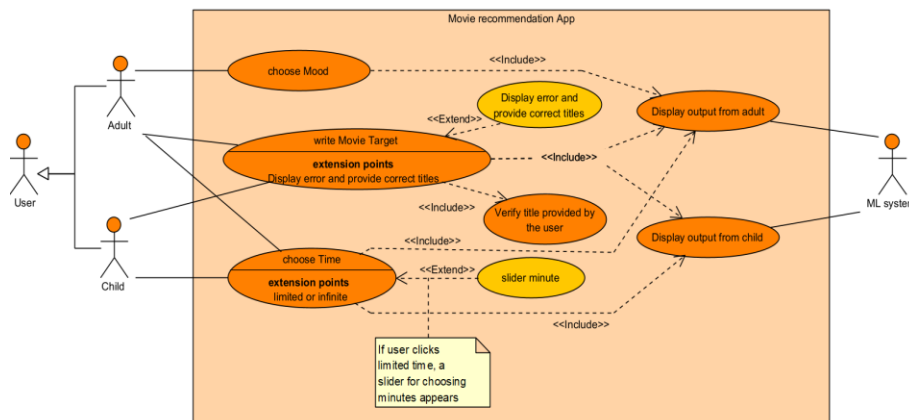 Movie recommendation App
<<Include>>
choose Mood
Adult
Display error and
provide correct titles
Display output from adult
<<Extend>>
write Movie Target
extension points
Display error and provide correct titles
<<Include>>
User
ML system
<<Include>>
Verify title provided by
the user
Display output from child
<<Include>>
choose Time
extension points
limited or infinite
<<Extend>>
slider minute
Child
<<Include>>
If user clicks
limited time, a
slider for choosing
minutes appears